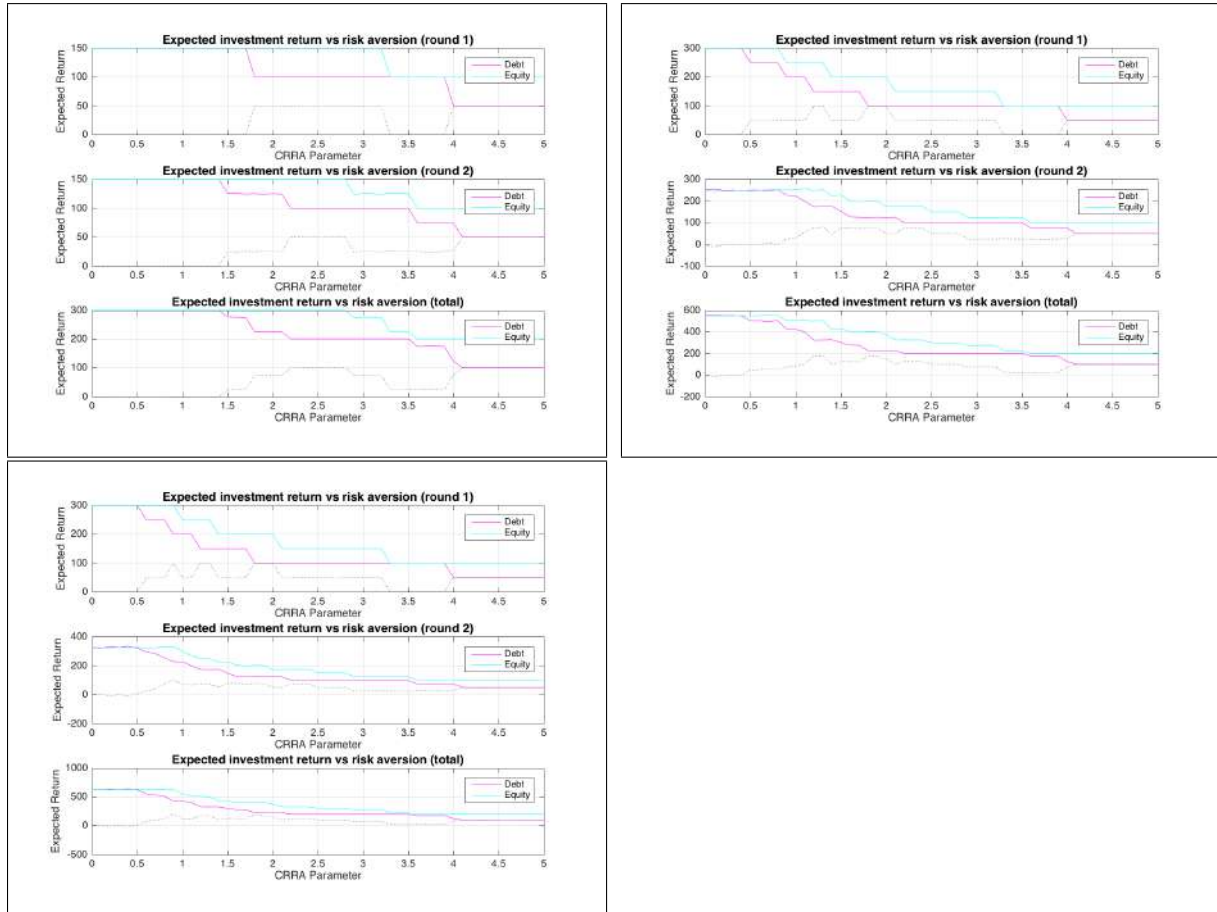 Expected investment return vs risk aversion (round 1)
Expected Return
150
100
50
0
0 0.5 1 1.5 2 2.5 3 3.5 4 4.5 5
CRRA Parameter
Debt
Equity
Expected investment return vs risk aversion (round 2)
Expected Return
150
100
50
0
0 0.5 1 1.5 2 2.5 3 3.5 4 4.5 5
CRRA Parameter
Debt
Equity
Expected investment return vs risk aversion (total)
Expected Return
300
200
100
0
0 0.5 1 1.5 2 2.5 3 3.5 4 4.5 5
CRRA Parameter
Debt
Equity
Expected investment return vs risk aversion (round 1)
Expected Return
300
200
100
0
0 0.5 1 1.5 2 2.5 3 3.5 4 4.5 5
CRRA Parameter
Debt
Equity
Expected investment return vs risk aversion (round 2)
Expected Return
300
200
100
0
-100
0 0.5 1 1.5 2 2.5 3 3.5 4 4.5 5
CRRA Parameter
Debt
Equity
Expected investment return vs risk aversion (total)
Expected Return
600
400
200
0
-200
0 0.5 1 1.5 2 2.5 3 3.5 4 4.5 5
CRRA Parameter
Debt
Equity
Expected investment return vs risk aversion (round 1)
Expected Return
300
200
100
0
0 0.5 1 1.5 2 2.5 3 3.5 4 4.5 5
CRRA Parameter
Debt
Equity
Expected investment return vs risk aversion (round 2)
Expected Return
400
200
0
-200
0 0.5 1 1.5 2 2.5 3 3.5 4 4.5 5
CRRA Parameter
Debt
Equity
Expected investment return vs risk aversion (total)
Expected Return
1000
500
0
-500
0 0.5 1 1.5 2 2.5 3 3.5 4 4.5 5
CRRA Parameter
Debt
Equity